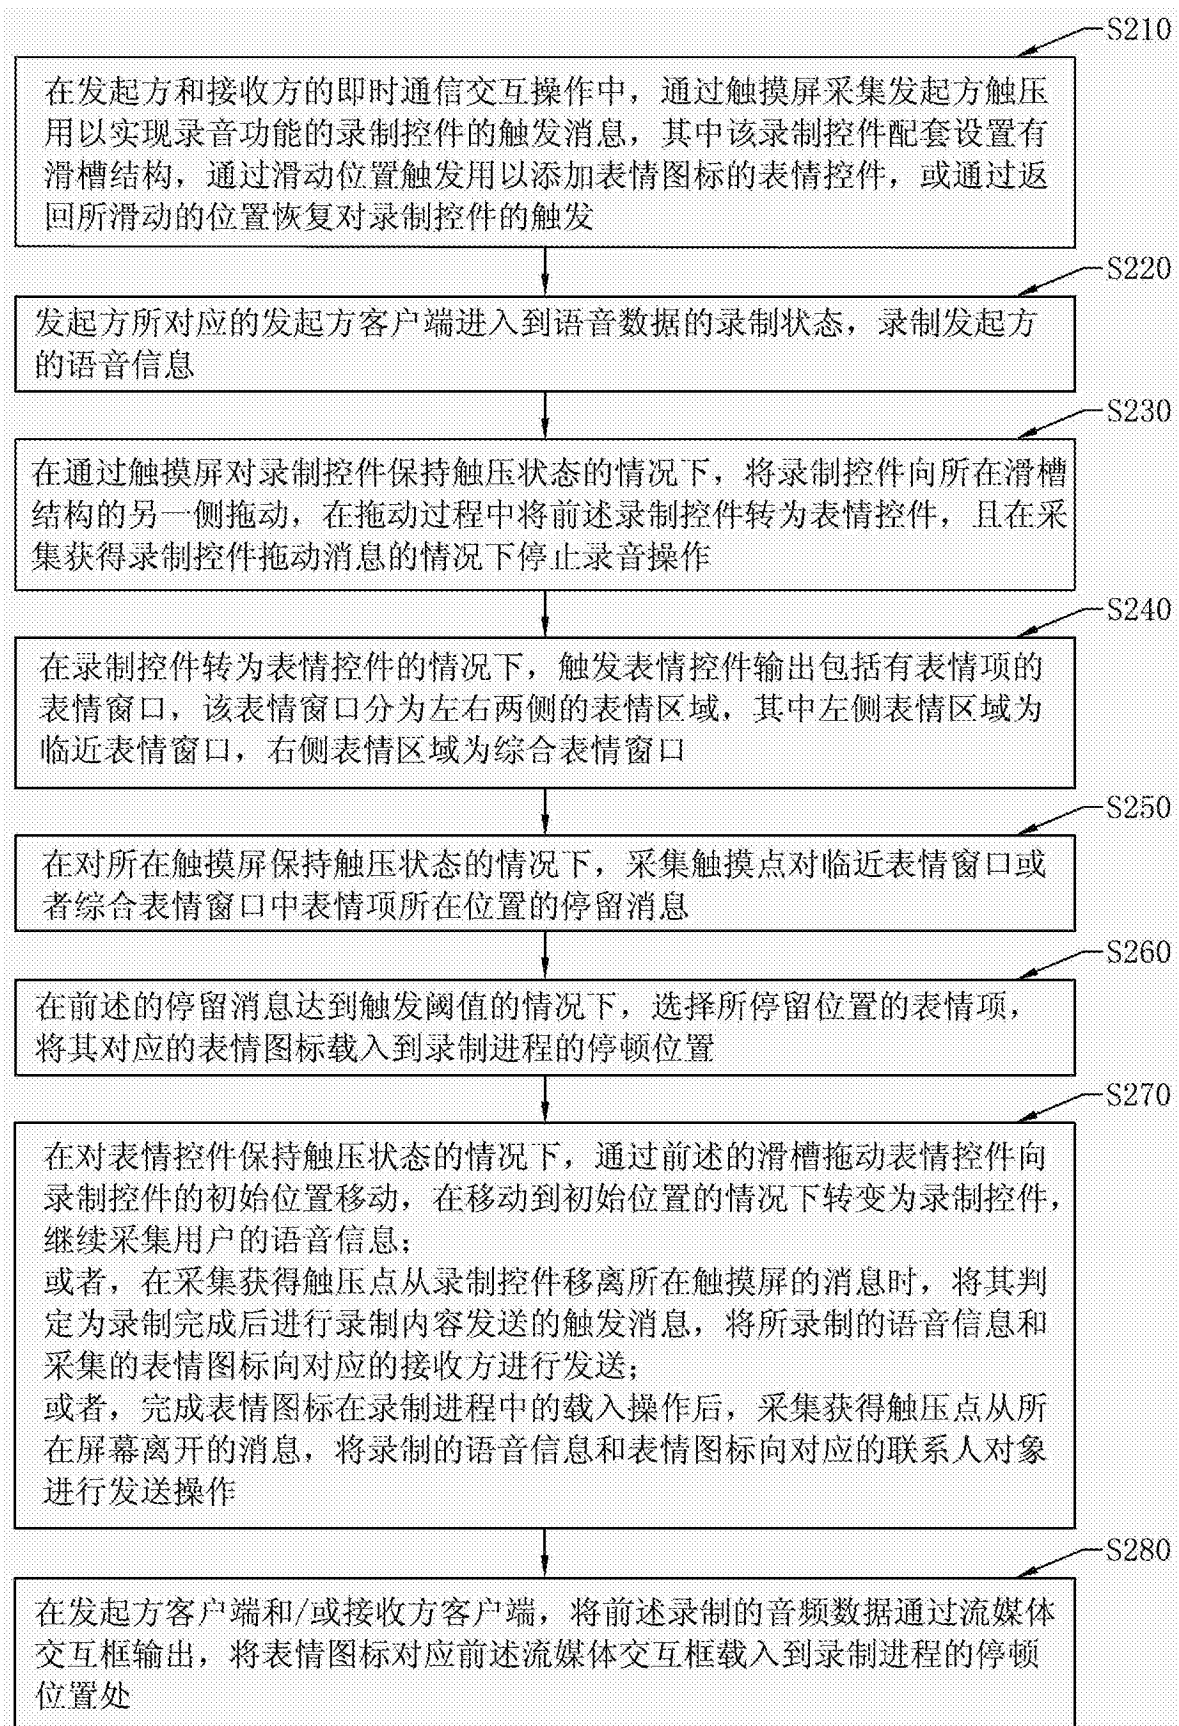 S210
在发起方和接收方的即时通信交互操作中，通过触摸屏采集发起方触压
用以实现录音功能的录制控件的触发消息，其中该录制控件配套设置有
滑槽结构，通过滑动位置触发用以添加表情图标的表情控件，或通过返
回所滑动的位置恢复对录制控件的触发
S220
发起方所对应的发起方客户端进入到语音数据的录制状态，录制发起方
的语音信息
S230
在通过触摸屏对录制控件保持触压状态的情况下，将录制控件向所在滑槽
结构的另一侧拖动，在拖动过程中将前述录制控件转为表情控件，且在采
集获得录制控件拖动消息的情况下停止录音操作
S240
在录制控件转为表情控件的情况下，触发表情控件输出包括有表情项的
表情窗口，该表情窗口分为左右两侧的表情区域，其中左侧表情区域为
临近表情窗口，右侧表情区域为综合表情窗口
S250
在对所在触摸屏保持触压状态的情况下，采集触摸点对临近表情窗口或
者综合表情窗口中表情项所在位置的停留消息
S260
在前述的停留消息达到触发阈值的情况下，选择所停留位置的表情项，
将其对应的表情图标载入到录制进程的停顿位置
S270
在对表情控件保持触压状态的情况下，通过前述的滑槽拖动表情控件向
录制控件的初始位置移动，在移动到初始位置的情况下转变为录制控件，
继续采集用户的语音信息；
或者，在采集获得触压点从录制控件移离所在触摸屏的消息时，将其判
定为录制完成后进行录制内容发送的触发消息，将所录制的语音信息和
采集的表情图标向对应的接收方进行发送；
或者，完成表情图标在录制进程中的载入操作后，采集获得触压点从所
在屏幕离开的消息，将录制的语音信息和表情图标向对应的联系人对象
进行发送操作
S280
在发起方客户端和/或接收方客户端，将前述录制的音频数据通过流媒体
交互框输出，将表情图标对应前述流媒体交互框载入到录制进程的停顿
位置处